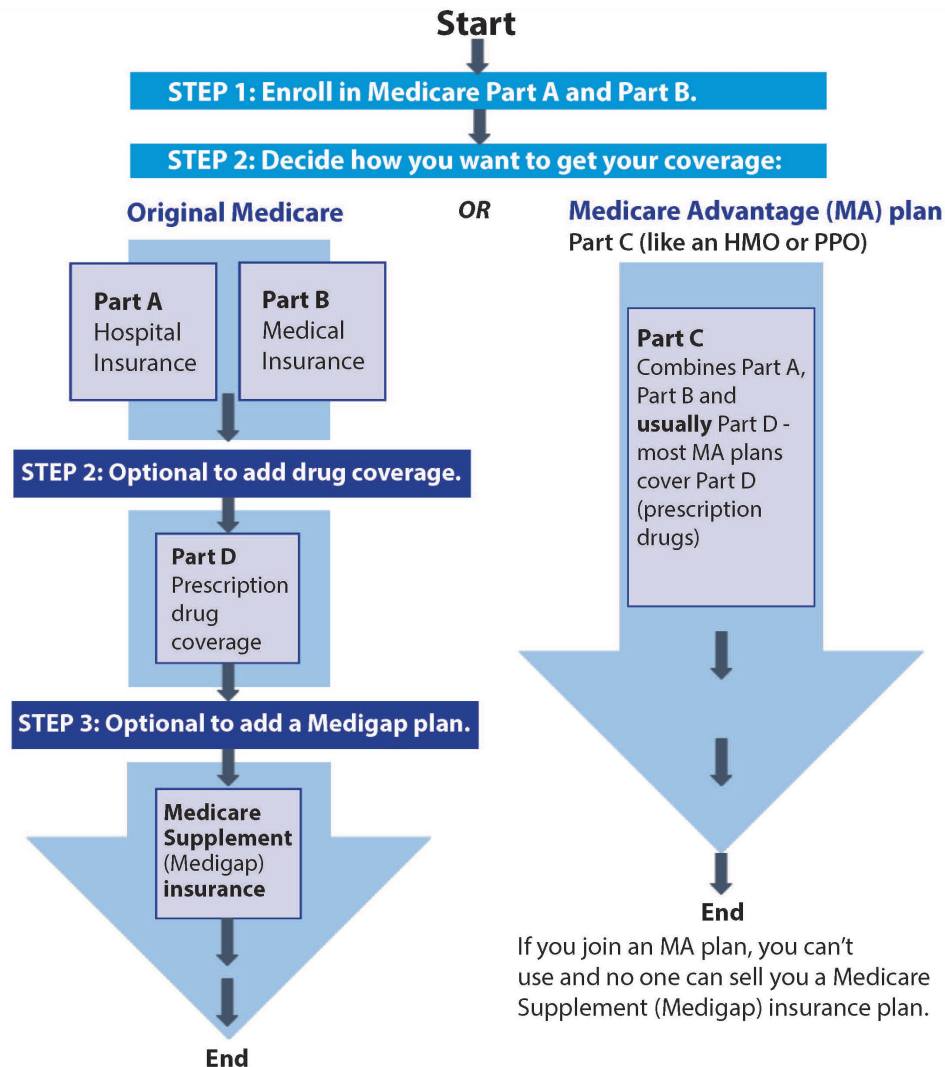 Start
STEP 1: Enroll in Medicare Part A and Part B.
STEP 2: Decide how you want to get your coverage:
Original Medicare
OR
Medicare Advantage (MA) plan
Part C (like an HMO or PPO)
Part A
Hospital
Insurance
Part B
Medical
Insurance
STEP 2: Optional to add drug coverage.
Part D
Prescription
drug
coverage
STEP 3: Optional to add a Medigap plan.
Medicare
Supplement
(Medigap)
insurance
End
Part C
Combines Part A,
Part B and
usually Part D -
most MA plans
cover Part D
(prescription
drugs)
End
If you join an MA plan, you can't
use and no one can sell you a Medicare
Supplement (Medigap) insurance plan.